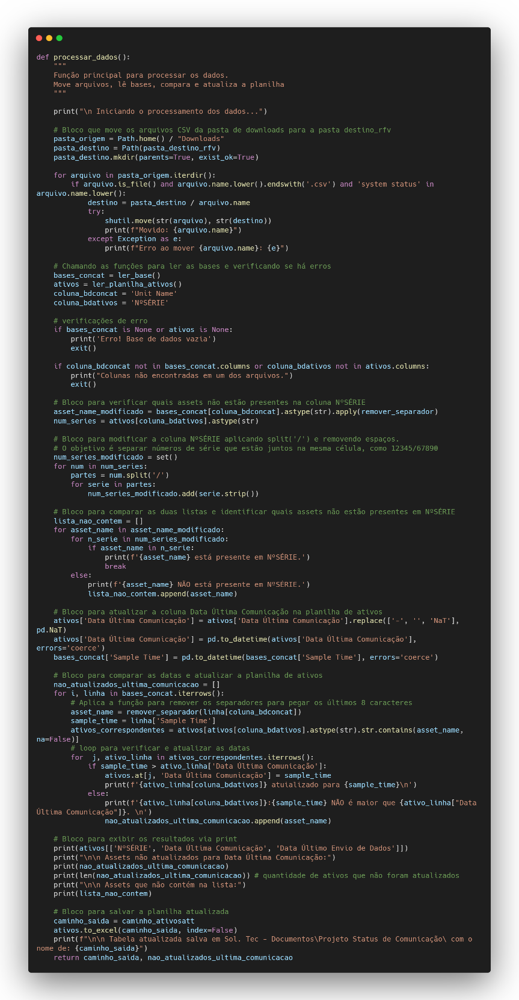 def processar_dados():
    """
    Função principal para processar os dados.
    Move arquivos, lê bases, compara e atualiza a planilha
    """

    print("\n Iniciando o processamento dos dados...")

    # Bloco que move os arquivos CSV da pasta de downloads para a pasta destino_rfv
    pasta_origem = Path.home() / "Downloads"
    pasta_destino = Path(pasta_destino_rfv)
    pasta_destino.mkdir(parents=True, exist_ok=True)

    for arquivo in pasta_origem.iterdir():
        if arquivo.is_file() and arquivo.name.lower().endswith('.csv') and 'system status' in
arquivo.name.lower():
            destino = pasta_destino / arquivo.name
            try:
                shutil.move(str(arquivo), str(destino))
                print(f"Movido: {arquivo.name}")
            except Exception as e:
                print(f"Erro ao mover {arquivo.name}: {e}")

    # Chamando as funções para ler as bases e verificando se há erros
    bases_concat = ler_base()
    ativos = ler_planilha_ativos()
    coluna_bdconcat = 'Unit Name'
    coluna_bdativos = 'NºSÉRIE'

    # verificações de erro
    if bases_concat is None or ativos is None:
        print('Erro! Base de dados vazia')
        exit()

    if coluna_bdconcat not in bases_concat.columns or coluna_bdativos not in ativos.columns:
        print("Colunas não encontradas em um dos arquivos.")
        exit()

    # Bloco para verificar quais assets não estão presentes na coluna NºSÉRIE
    asset_name_modificado = bases_concat[coluna_bdconcat].astype(str).apply(remover_separador)
    num_series = ativos[coluna_bdativos].astype(str)

    # Bloco para modificar a coluna NºSÉRIE aplicando split('/') e removendo espaços.
    # O objetivo é separar números de série que estão juntos na mesma célula, como 12345/67890
    num_series_modificado = set()
    for num in num_series:
        partes = num.split('/')
        for serie in partes:
            num_series_modificado.add(serie.strip())

    # Bloco para comparar as duas listas e identificar quais assets não estão presentes em NºSÉRIE
    lista_nao_contem = []
    for asset_name in asset_name_modificado:
        for n_serie in num_series_modificado:
            if asset_name in n_serie:
                print(f'{asset_name} está presente em NºSÉRIE.')
                break
        else:
            print(f'{asset_name} NÃO está presente em NºSÉRIE.')
            lista_nao_contem.append(asset_name)

    # Bloco para atualizar a coluna Data Última Comunicação na planilha de ativos
    ativos['Data Última Comunicação'] = ativos['Data Última Comunicação'].replace(['-', '', 'NaT'],
pd.NaT)
    ativos['Data Última Comunicação'] = pd.to_datetime(ativos['Data Última Comunicação'],
errors='coerce')
    bases_concat['Sample Time'] = pd.to_datetime(bases_concat['Sample Time'], errors='coerce')

    # Bloco para comparar as datas e atualizar a planilha de ativos
    nao_atualizados_ultima_comunicacao = []
    for i, linha in bases_concat.iterrows():
        # Aplica a função para remover os separadores para pegar os últimos 8 caracteres
        asset_name = remover_separador(linha[coluna_bdconcat])
        sample_time = linha['Sample Time']
        ativos_correspondentes = ativos[ativos[coluna_bdativos].astype(str).str.contains(asset_name,
na=False)]
        # loop para verificar e atualizar as datas
        for  j, ativo_linha in ativos_correspondentes.iterrows():
            if sample_time > ativo_linha['Data Última Comunicação']:
                ativos.at[j, 'Data Última Comunicação'] = sample_time
                print(f'{ativo_linha[coluna_bdativos]} atuializado para {sample_time}\n')
            else:
                print(f'{ativo_linha[coluna_bdativos]}:{sample_time} NÃO é maior que {ativo_linha["Data
Última Comunicação"]}. \n')
                nao_atualizados_ultima_comunicacao.append(asset_name)

    # Bloco para exibir os resultados via print
    print(ativos[['NºSÉRIE', 'Data Última Comunicação', 'Data Último Envio de Dados']])
    print("\n\n Assets não atualizados para Data Última Comunicação:")
    print(nao_atualizados_ultima_comunicacao)
    print(len(nao_atualizados_ultima_comunicacao)) # quantidade de ativos que não foram atualizados
    print("\n\n Assets que não contém na lista:")
    print(lista_nao_contem)

    # Bloco para salvar a planilha atualizada
    caminho_saida = caminho_ativosatt
    ativos.to_excel(caminho_saida, index=False)
    print(f"\n\n Tabela atualizada salva em Sol. Tec - Documentos\Projeto Status de Comunicação\ com o
nome de: {caminho_saida}")
    return caminho_saida, nao_atualizados_ultima_comunicacao